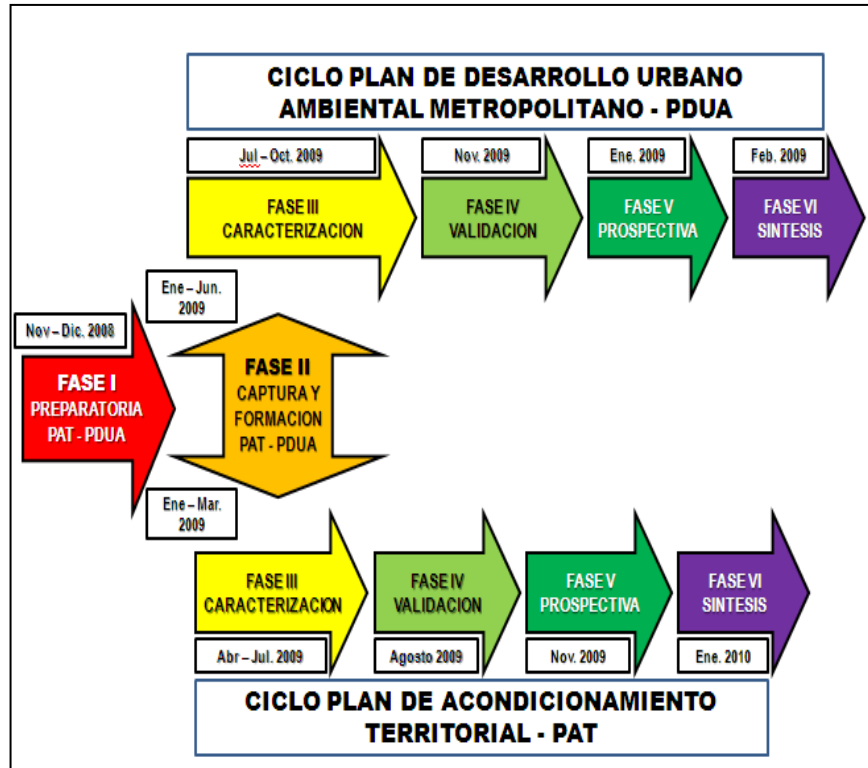 CICLO PLAN DE DESARROLLO URBANO
AMBIENTAL METROPOLITANO - PDUA
Jul – Oct. 2009
Nov. 2009
Ene. 2009
Feb. 2009
FASE III
CARACTERIZACION
FASE IV
VALIDACION
FASE V
PROSPECTIVA
FASE VI
SINTESIS
Ene – Jun.
2009
Nov – Dic. 2008
FASE I
PREPARATORIA
PAT - PDUA
FASE II
CAPTURA Y
FORMACION
PAT - PDUA
Ene – Mar.
2009
FASE III
CARACTERIZACION
FASE IV
VALIDACION
FASE V
PROSPECTIVA
FASE VI
SINTESIS
Abr – Jul. 2009
Agosto 2009
Nov. 2009
Ene. 2010
CICLO PLAN DE ACONDICIONAMIENTO
TERRITORIAL - PAT